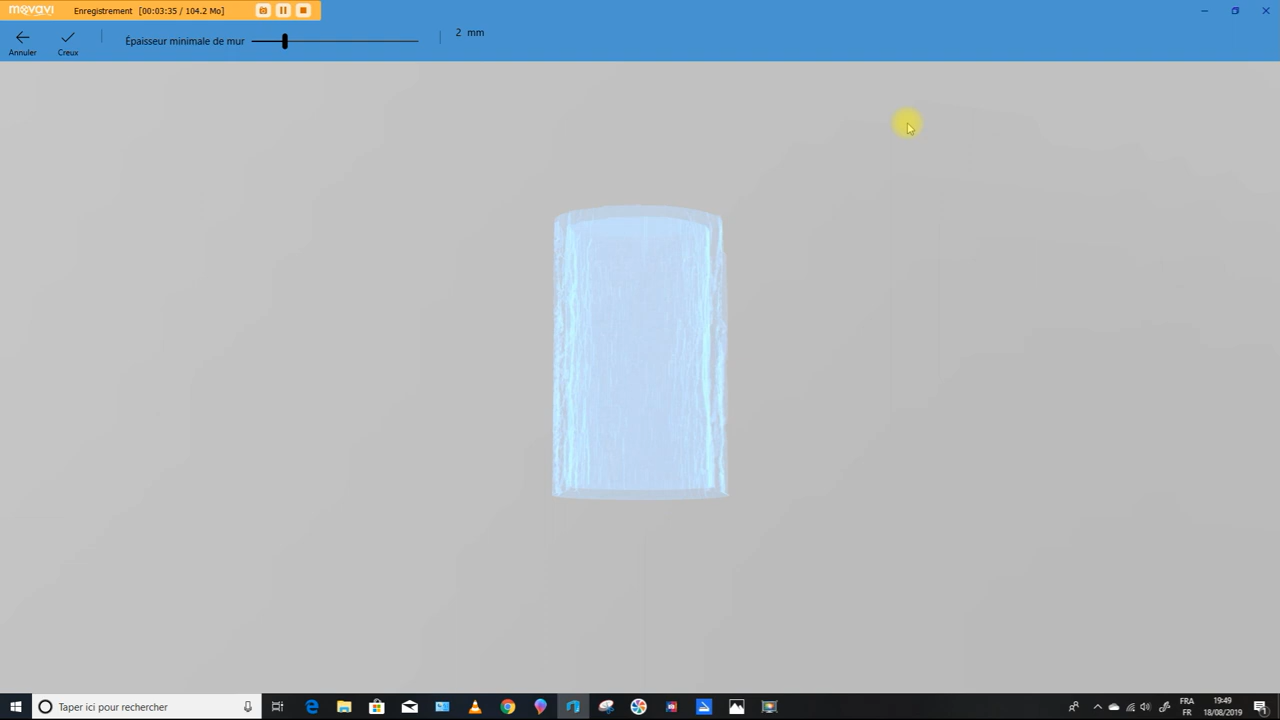 movavi Enregistrement [00:03:35 / 104.2 Mo]
Annuler
Creux
Épaisseur minimale de mur
2 mm
Taper ici pour rechercher
FRA
FR
19:49
18/08/2019
1